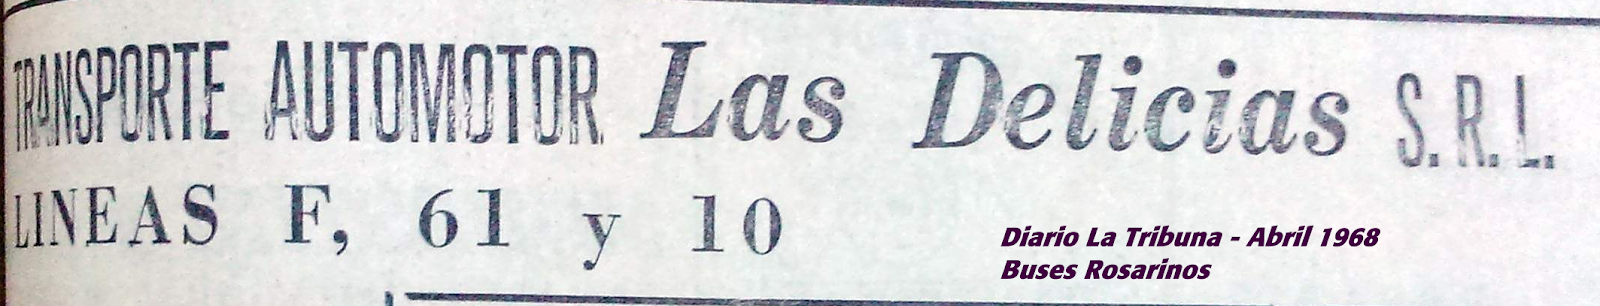 TRANSPORTE AUTOMOTOR Las Delicias S. R. L.
LINEAS F, 61 y 10
Diario La Tribuna - Abril 1968
Buses Rosarinos